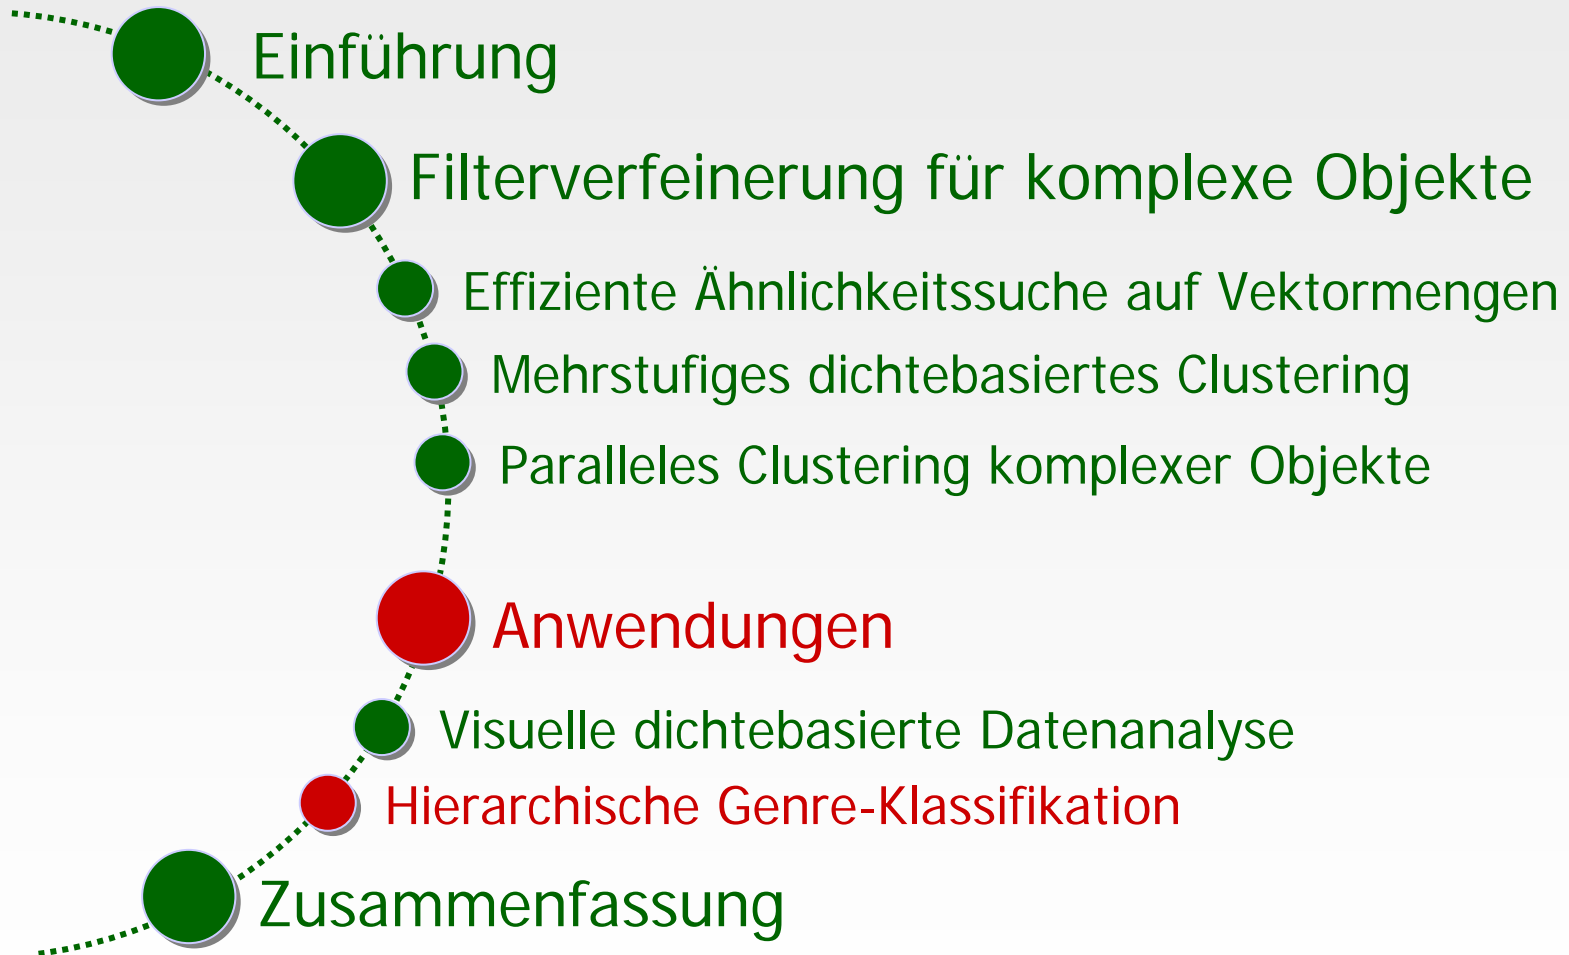 Einführung
Filterverfeinerung für komplexe Objekte
Effiziente Ähnlichkeitssuche auf Vektormengen
Mehrstufiges dichtebasiertes Clustering
Paralleles Clustering komplexer Objekte
Anwendungen
Visuelle dichtebasierte Datenanalyse
Hierarchische Genre-Klassifikation
Zusammenfassung